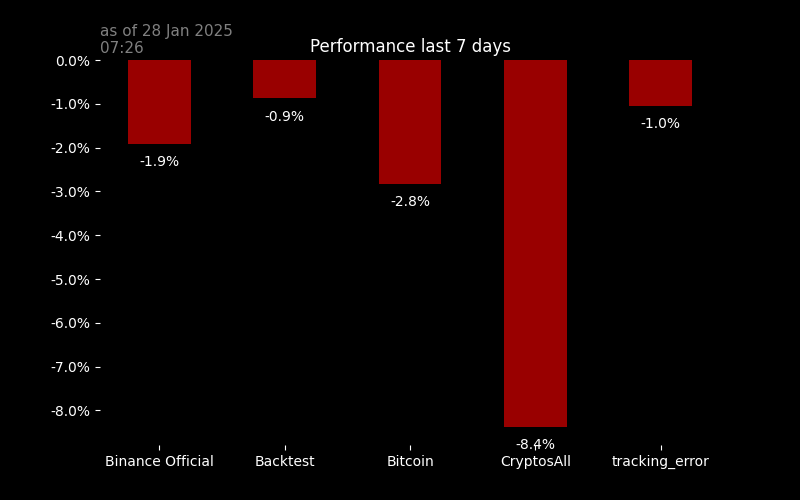 as of 28 Jan 2025
07:26
Performance last 7 days
0.0%
-1.0%
-2.0%
-3.0%
-4.0%
-5.0%
-6.0%
-7.0%
-8.0%
-1.9%
-0.9%
-2.8%
-8.4%
-1.0%
Binance Official
Backtest
Bitcoin
CryptosAll
tracking_error